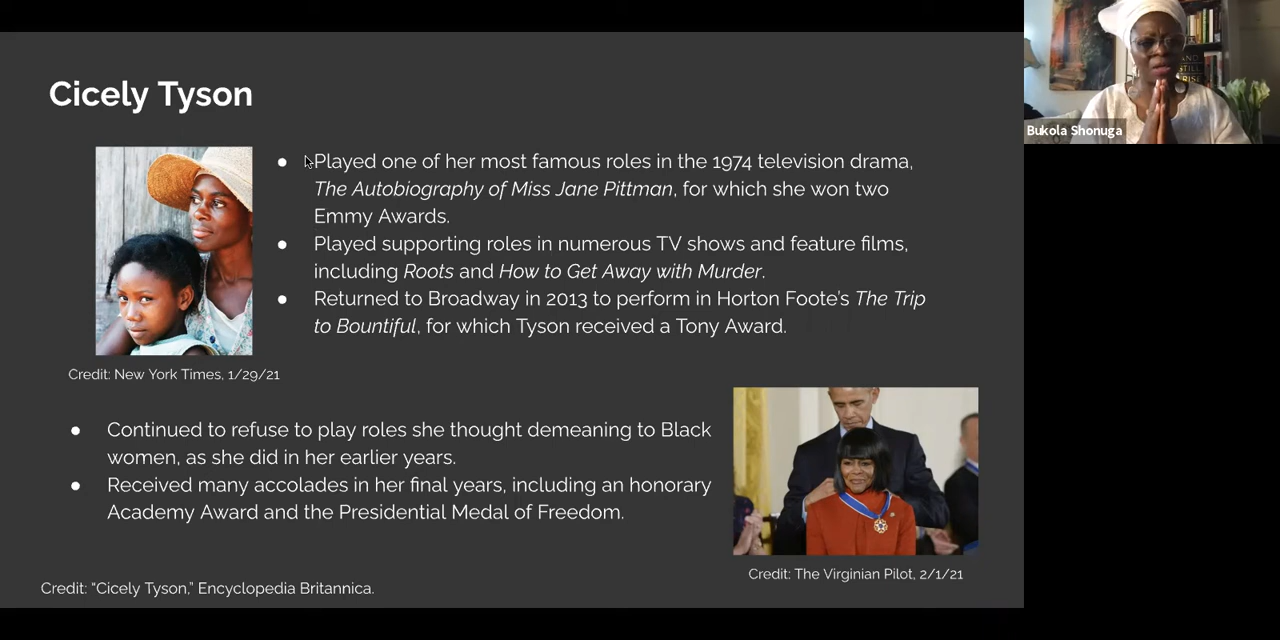 Cicely Tyson
● Played one of her most famous roles in the 1974 television drama,
The Autobiography of Miss Jane Pittman, for which she won two
Emmy Awards.
● Played supporting roles in numerous TV shows and feature films,
including Roots and How to Get Away with Murder.
● Returned to Broadway in 2013 to perform in Horton Foote's The Trip
to Bountiful, for which Tyson received a Tony Award.
Credit: New York Times, 1/29/21
● Continued to refuse to play roles she thought demeaning to Black
women, as she did in her earlier years.
● Received many accolades in her final years, including an honorary
Academy Award and the Presidential Medal of Freedom.
Credit: The Virginian Pilot, 2/1/21
Credit: “Cicely Tyson,” Encyclopedia Britannica.
AND
STILL
RISE
Bukola Shonuga